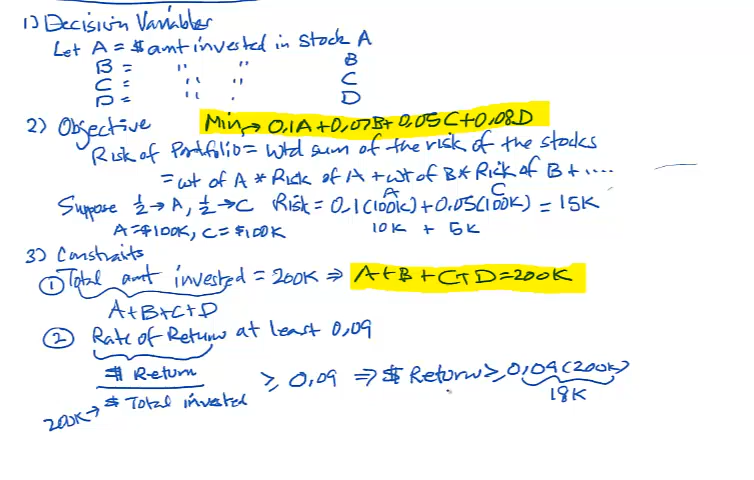 1) Decision Variables
Let A = $ amt invested in Stock A
B = " " B
C = " " C
D = " " D
2) Objective Min → 0.1A + 0.07B + 0.05C + 0.08D
Risk of Portfolio = wtd sum of the risk of the stocks
= wt of A * Risk of A + wt of B * Risk of B + ....
Suppose ½ → A, ½ → C Risk = 0.1(100K) + 0.05(100K) = 15K
A C
A = $100K, C = $100K 10K + 5K
3) Constraints
① Total amt invested = 200K ⇒ A + B + C + D = 200K
A + B + C + D
② Rate of Return at least 0.09
$ Return ≥ 0.09 ⇒ $ Return ≥ 0.09 (200K)
200K → $ Total invested 18K